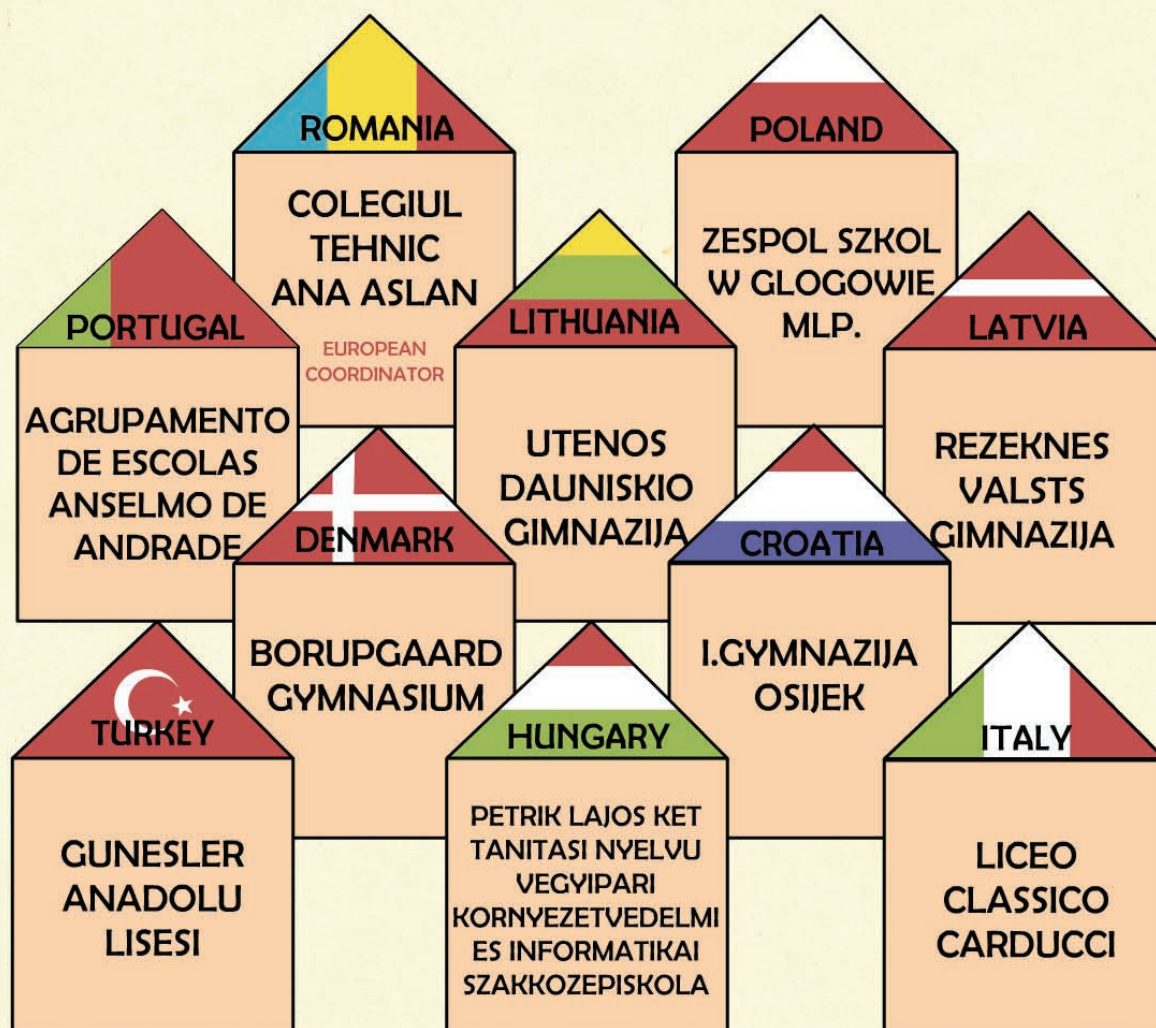 ROMANIA
COLEGIUL
TEHNIC
ANA ASLAN
EUROPEAN
COORDINATOR
POLAND
ZESPOL SZKOL
W GLOGOWIE
MLP.
PORTUGAL
AGRUPAMENTO
DE ESCOLAS
ANSELMO DE
ANDRADE
LITHUANIA
UTENOS
DAUNISKIO
GIMNAZIJA
LATVIA
REZEKNES
VALSTS
GIMNAZIJA
DENMARK
BORUPGAARD
GYMNASIUM
CROATIA
I.GYMNAZIJA
OSIJEK
TURKEY
GUNESLER
ANADOLU
LISESI
HUNGARY
PETRIK LAJOS KET
TANITASI NYELVU
VEGYIPARI
KORNYEZETVEDELMI
ES INFORMATIKAI
SZAKKOZEPISKOLA
ITALY
LICEO
CLASSICO
CARDUCCI